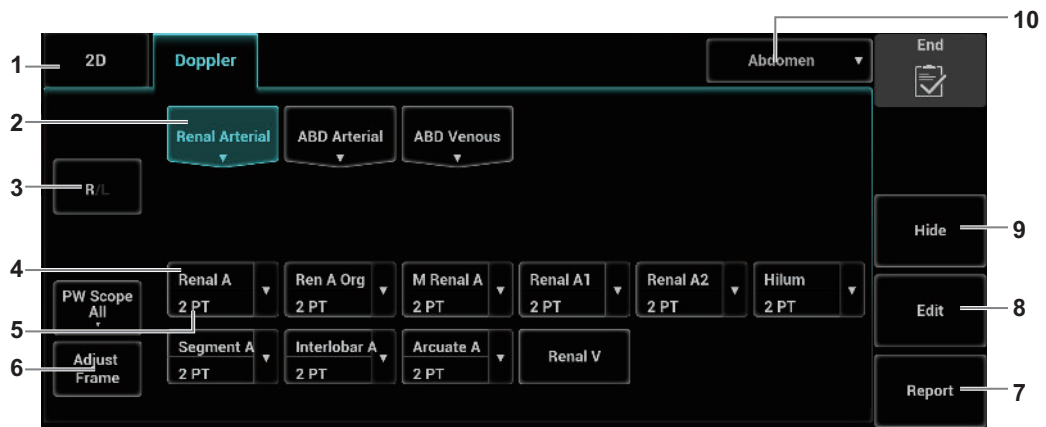 10
1
2D
Doppler
Abdomen
End
2
Renal Arterial
ABD Arterial
ABD Venous
3
R/L
Hide
9
4
Renal A
Ren A Org
M Renal A
Renal A1
Renal A2
Hilum
PW Scope
All
2 PT
2 PT
2 PT
2 PT
2 PT
2 PT
Edit
8
5
6
Adjust
Frame
Segment A
Interlobar A
Arcuate A
Renal V
2 PT
2 PT
2 PT
Report
7